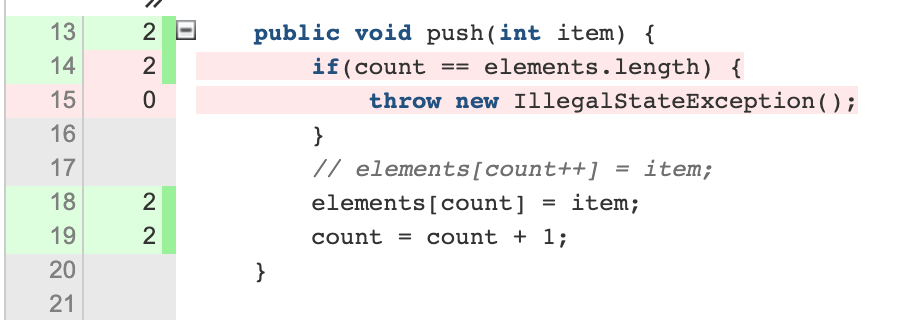 //
13 2 public void push(int item) {
14 2 if(count == elements.length) {
15 0 throw new IllegalStateException();
16 }
17 // elements[count++] = item;
18 2 elements[count] = item;
19 2 count = count + 1;
20 }
21